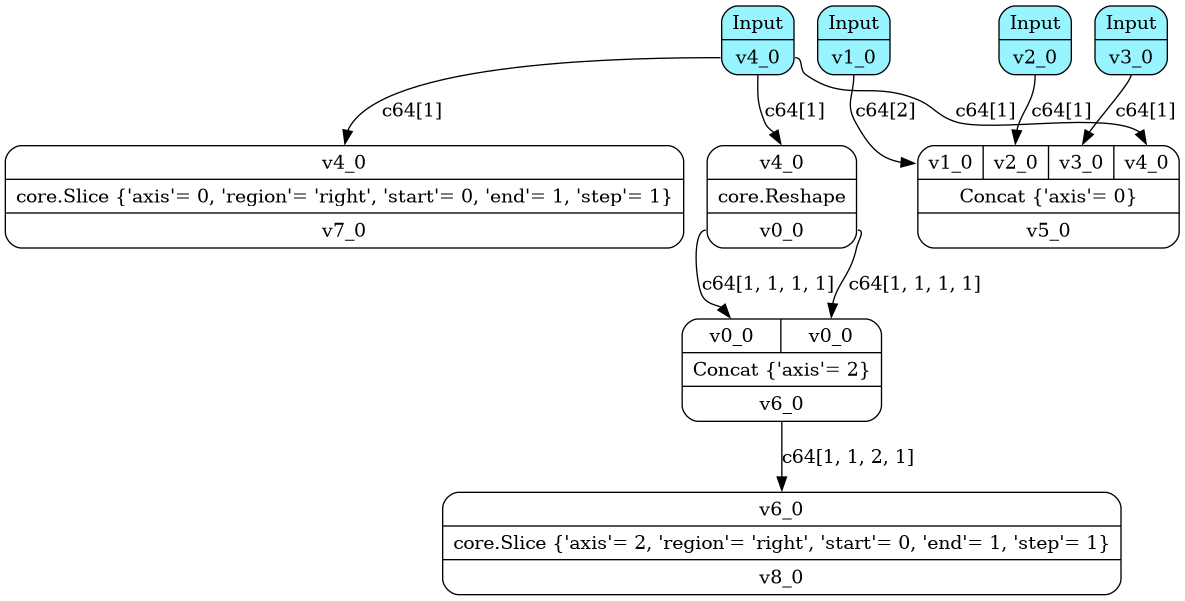 Input
v4_0
Input
v1_0
Input
v2_0
Input
v3_0
c64[1]
c64[1]
c64[2]
c64[1]
c64[1]
c64[1]
v4_0
core.Slice {'axis'= 0, 'region'= 'right', 'start'= 0, 'end'= 1, 'step'= 1}
v7_0
v4_0
core.Reshape
v0_0
v1_0 v2_0 v3_0 v4_0
Concat {'axis'= 0}
v5_0
c64[1, 1, 1, 1]
c64[1, 1, 1, 1]
v0_0 v0_0
Concat {'axis'= 2}
v6_0
c64[1, 1, 2, 1]
v6_0
core.Slice {'axis'= 2, 'region'= 'right', 'start'= 0, 'end'= 1, 'step'= 1}
v8_0